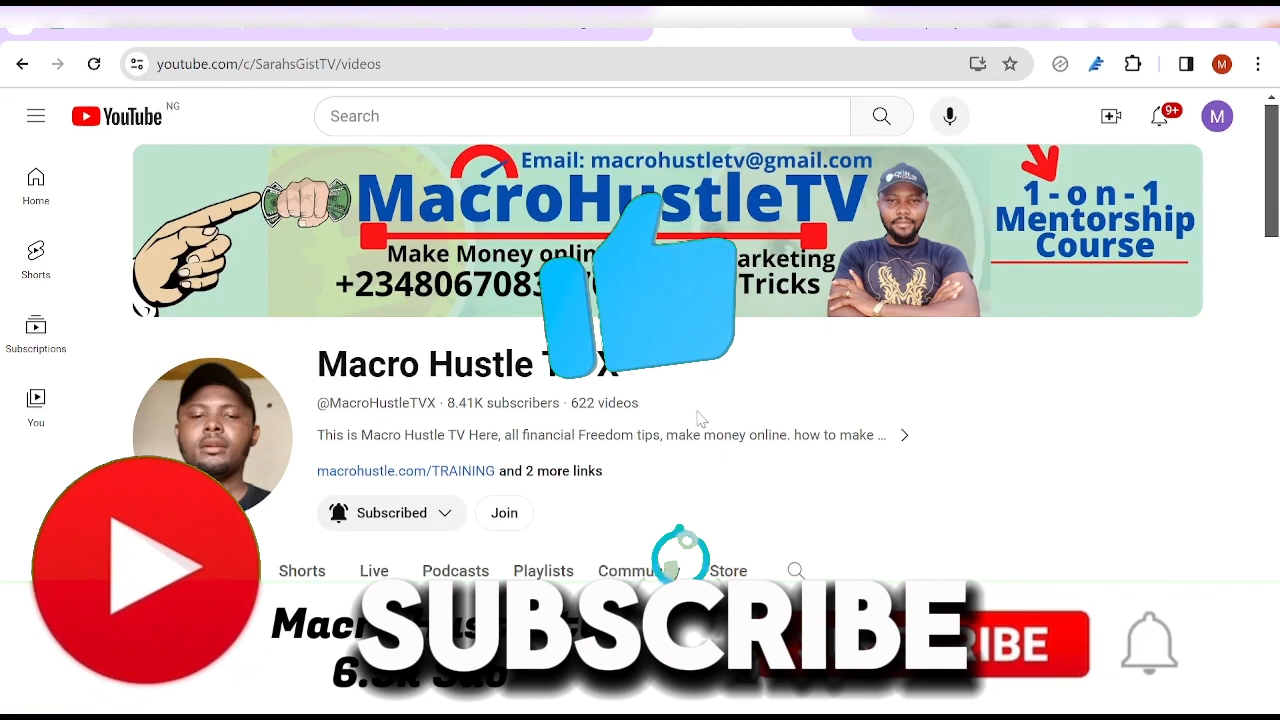 youtube.com/c/SarahsGistTV/videos
M
YouTube NG
Search
9+
M
Home
Shorts
Subscriptions
You
Email: macrohustletv@gmail.com
MacroHustleTV
Make Money
arketing
Tricks
1-on-1
Mentorship
Course
Macro Hustle
@MacroHustleTVX · 8.41K subscribers · 622 videos
This is Macro Hustle TV Here, all financial Freedom tips, make money online. how to make ...
macrohustle.com/TRAINING and 2 more links
Subscribed
Join
Shorts
Live
Podcasts
Playlists
Store
SUBSCRIBE